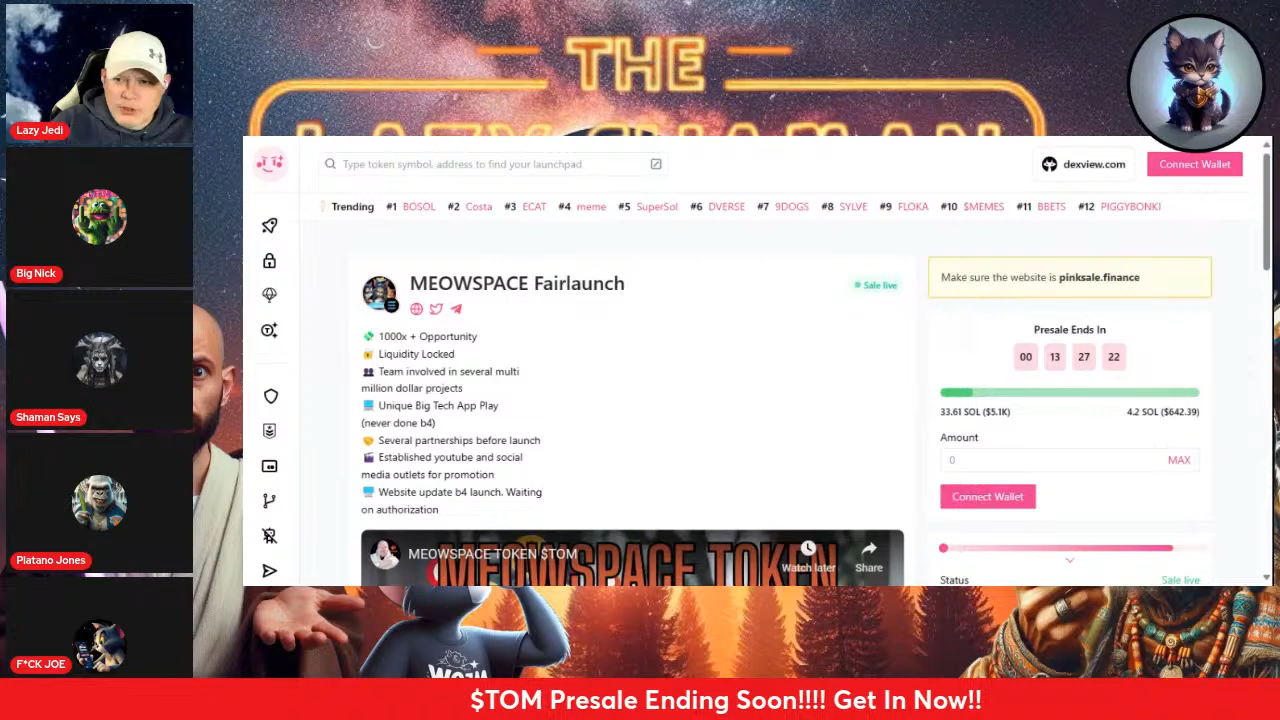 THE
LAZY SHAMAN
Lazy Jedi
Big Nick
Shaman Says
Platano Jones
F*CK JOE
Type token symbol, address to find your launchpad
dexview.com
Connect Wallet
Trending #1 BOSOL #2 Costa #3 ECAT #4 meme #5 SuperSol #6 DVERSE #7 9DOGS #8 SYLVE #9 FLOKA #10 $MEMES #11 BBETS #12 PIGGYBONKI
MEOWSPACE Fairlaunch
Sale live
💸 1000x + Opportunity
🔐 Liquidity Locked
👥 Team involved in several multi
million dollar projects
💻 Unique Big Tech App Play
(never done b4)
🤝 Several partnerships before launch
🎬 Established youtube and social
media outlets for promotion
💻 Website update b4 launch. Waiting
on authorization
MEOWSPACE TOKEN $TOM
MEOWSPACE TOKEN
Watch later
Share
Make sure the website is pinksale.finance
Presale Ends In
00 13 27 22
33.61 SOL ($5.1K) 4.2 SOL ($642.39)
Amount
0 MAX
Connect Wallet
Status Sale live
$TOM Presale Ending Soon!!!! Get In Now!!